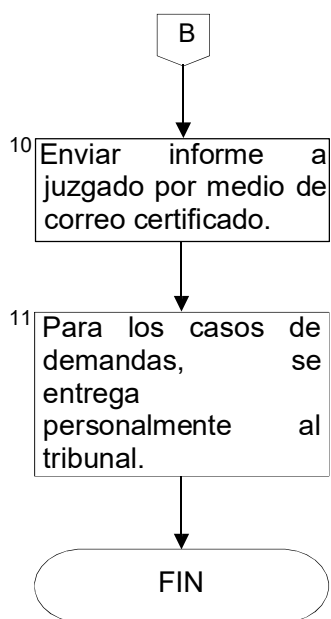 B
10
Enviar informe a
juzgado por medio de
correo certificado.
11
Para los casos de
demandas, se
entrega
personalmente al
tribunal.
FIN